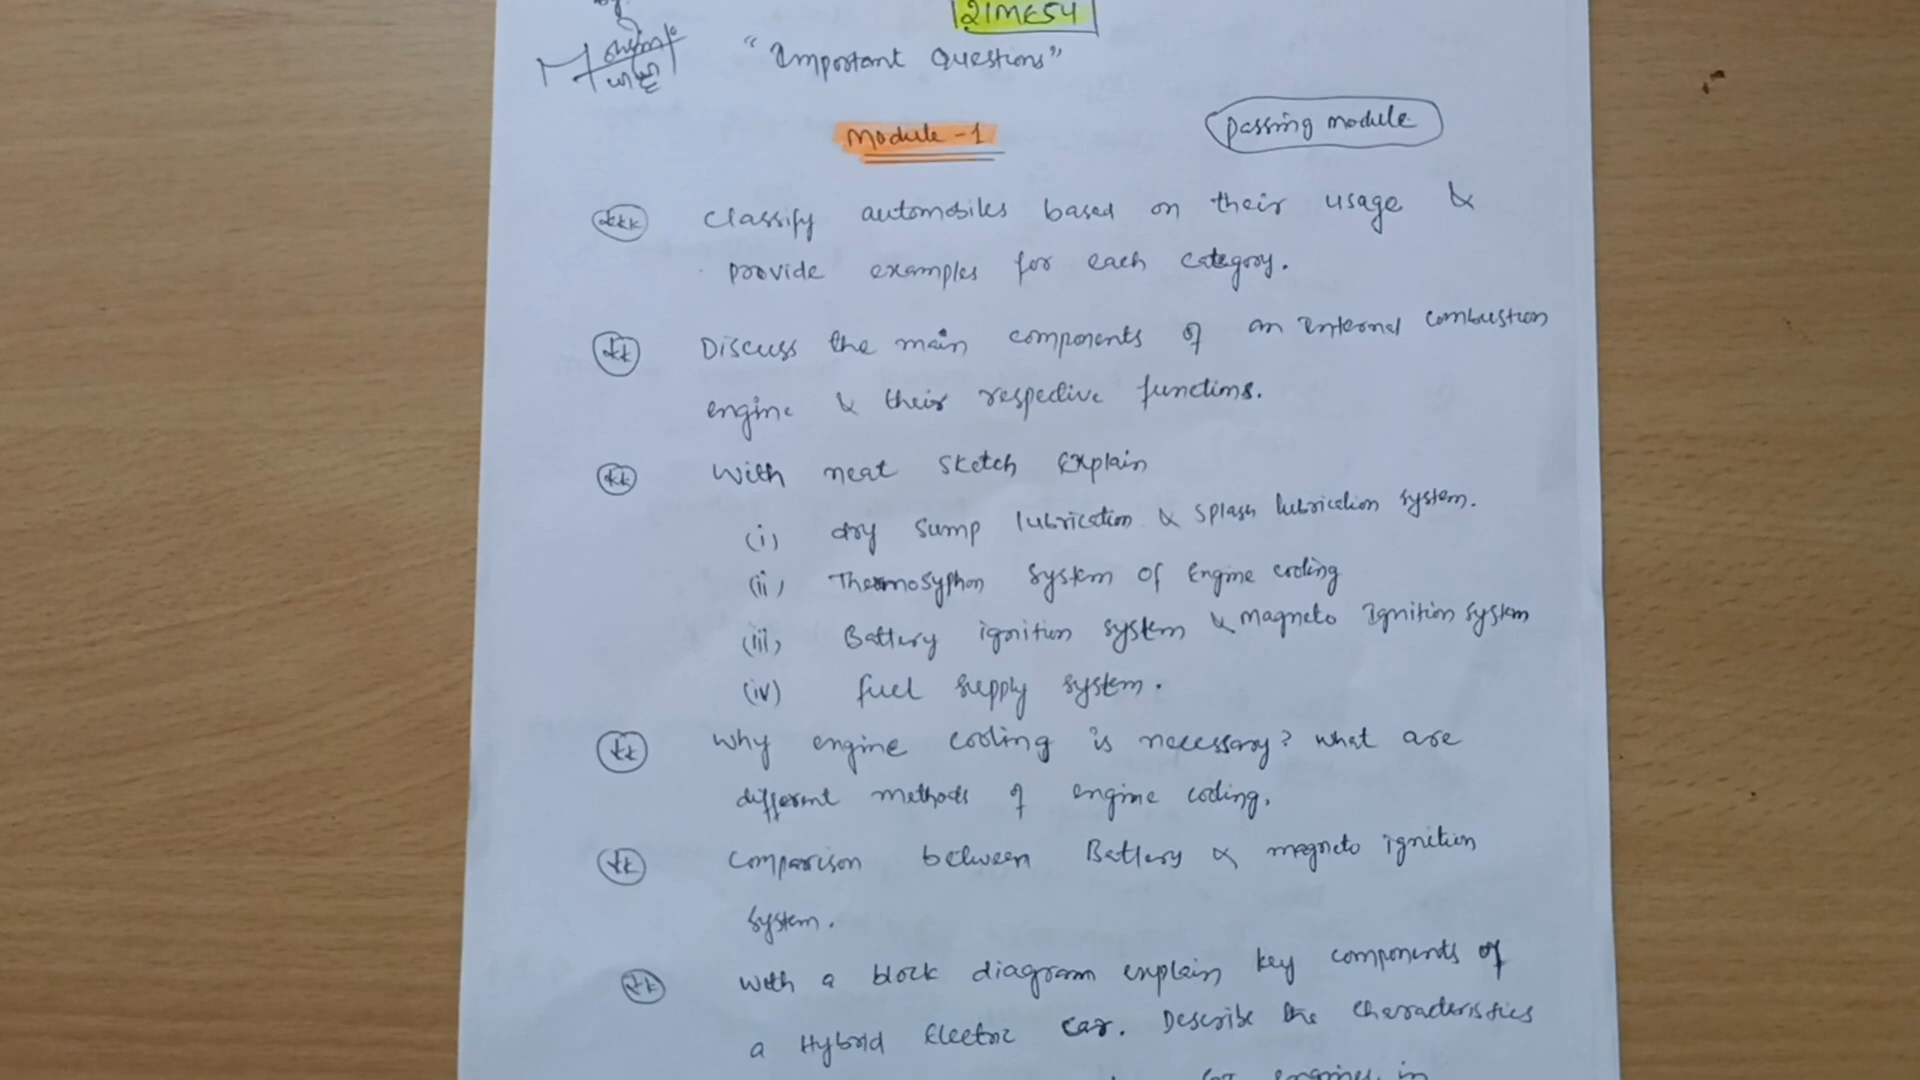 21ME54
"Important Questions"
Module - 1
passing module
*** classify automobiles based on their usage &
provide examples for each category.
** Discuss the main components of an Internal combustion
engine & their respective functions.
** With neat sketch explain
(i) dry sump lubrication & splash lubrication system.
(ii) Thermosyphon system of Engine cooling
(iii) Battery ignition system & magneto Ignition system
(iv) fuel supply system.
** Why engine cooling is necessary? what are
different methods of engine cooling.
** comparison between Battery & magneto ignition
system.
** with a block diagram explain key components of
a Hybrid Electric car. Describe the characteristics
for engines in